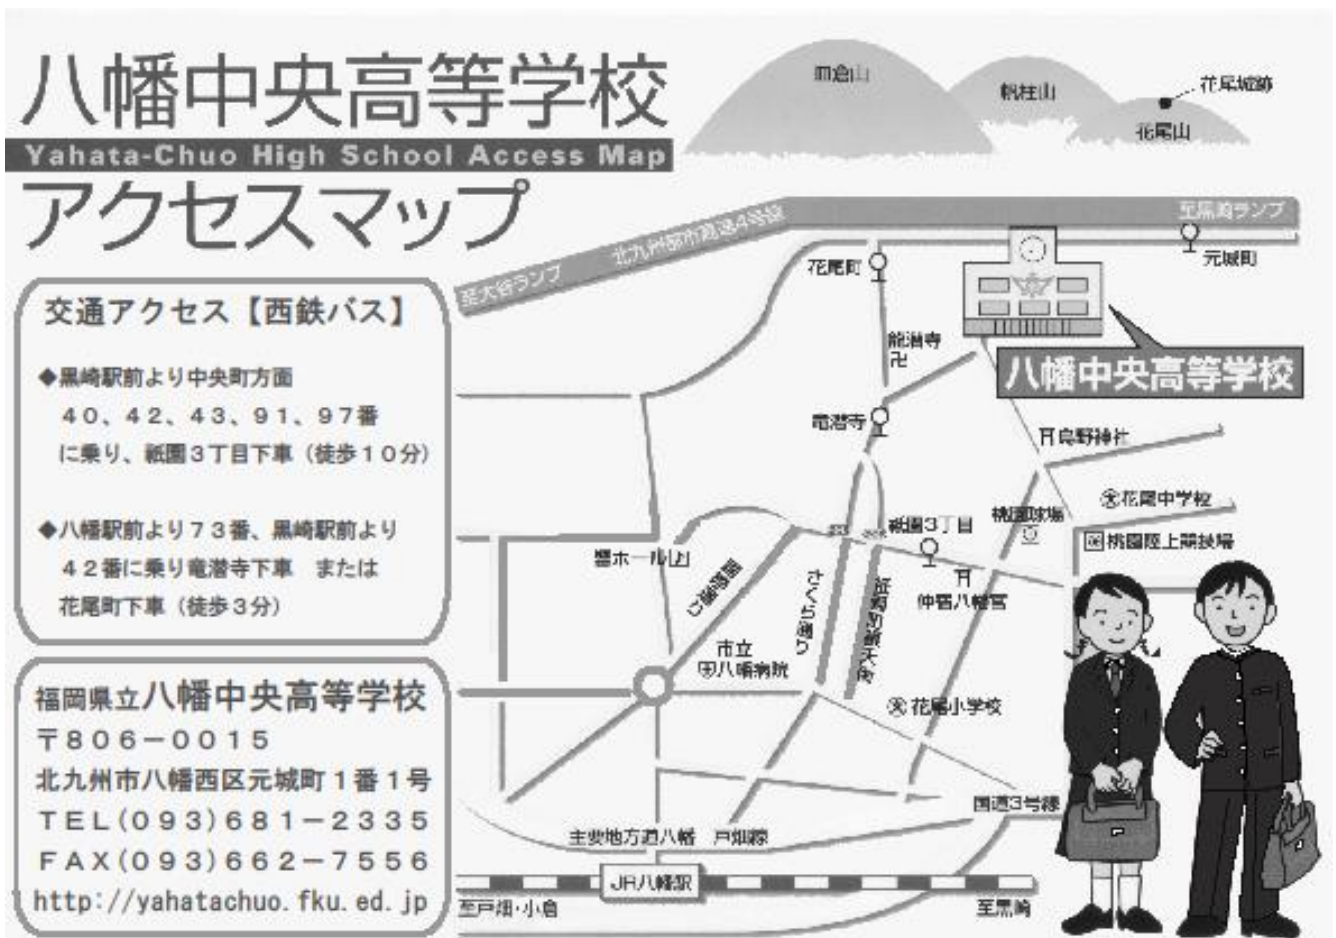 八幡中央高等学校
Yahata-Chuo High School Access Map
アクセスマップ
皿倉山
帆柱山
花尾城跡
花尾山
交通アクセス【西鉄バス】
◆黒崎駅前より中央町方面
４０、４２、４３、９１、９７番
に乗り、祇園３丁目下車（徒歩１０分）
◆八幡駅前より７３番、黒崎駅前より
４２番に乗り竜潜寺下車　または
花尾町下車（徒歩３分）
福岡県立八幡中央高等学校
〒８０６－００１５
北九州市八幡西区元城町１番１号
ＴＥＬ(０９３)６８１－２３３５
ＦＡＸ(０９３)６６２－７５５６
http://yahatachuo.fku.ed.jp
至大谷ランプ
北九州都市高速4号線
至黒崎ランプ
花尾町
元城町
龍潜寺
卍
八幡中央高等学校
竜潜寺
鳥野神社
文花尾中学校
祇園3丁目
桃園球場
桃園陸上競技場
響ホール
さくら通り
仲宿八幡宮
市立
八幡病院
文花尾小学校
国道3号線
主要地方道八幡　戸畑線
JR八幡駅
至戸畑・小倉
至黒崎